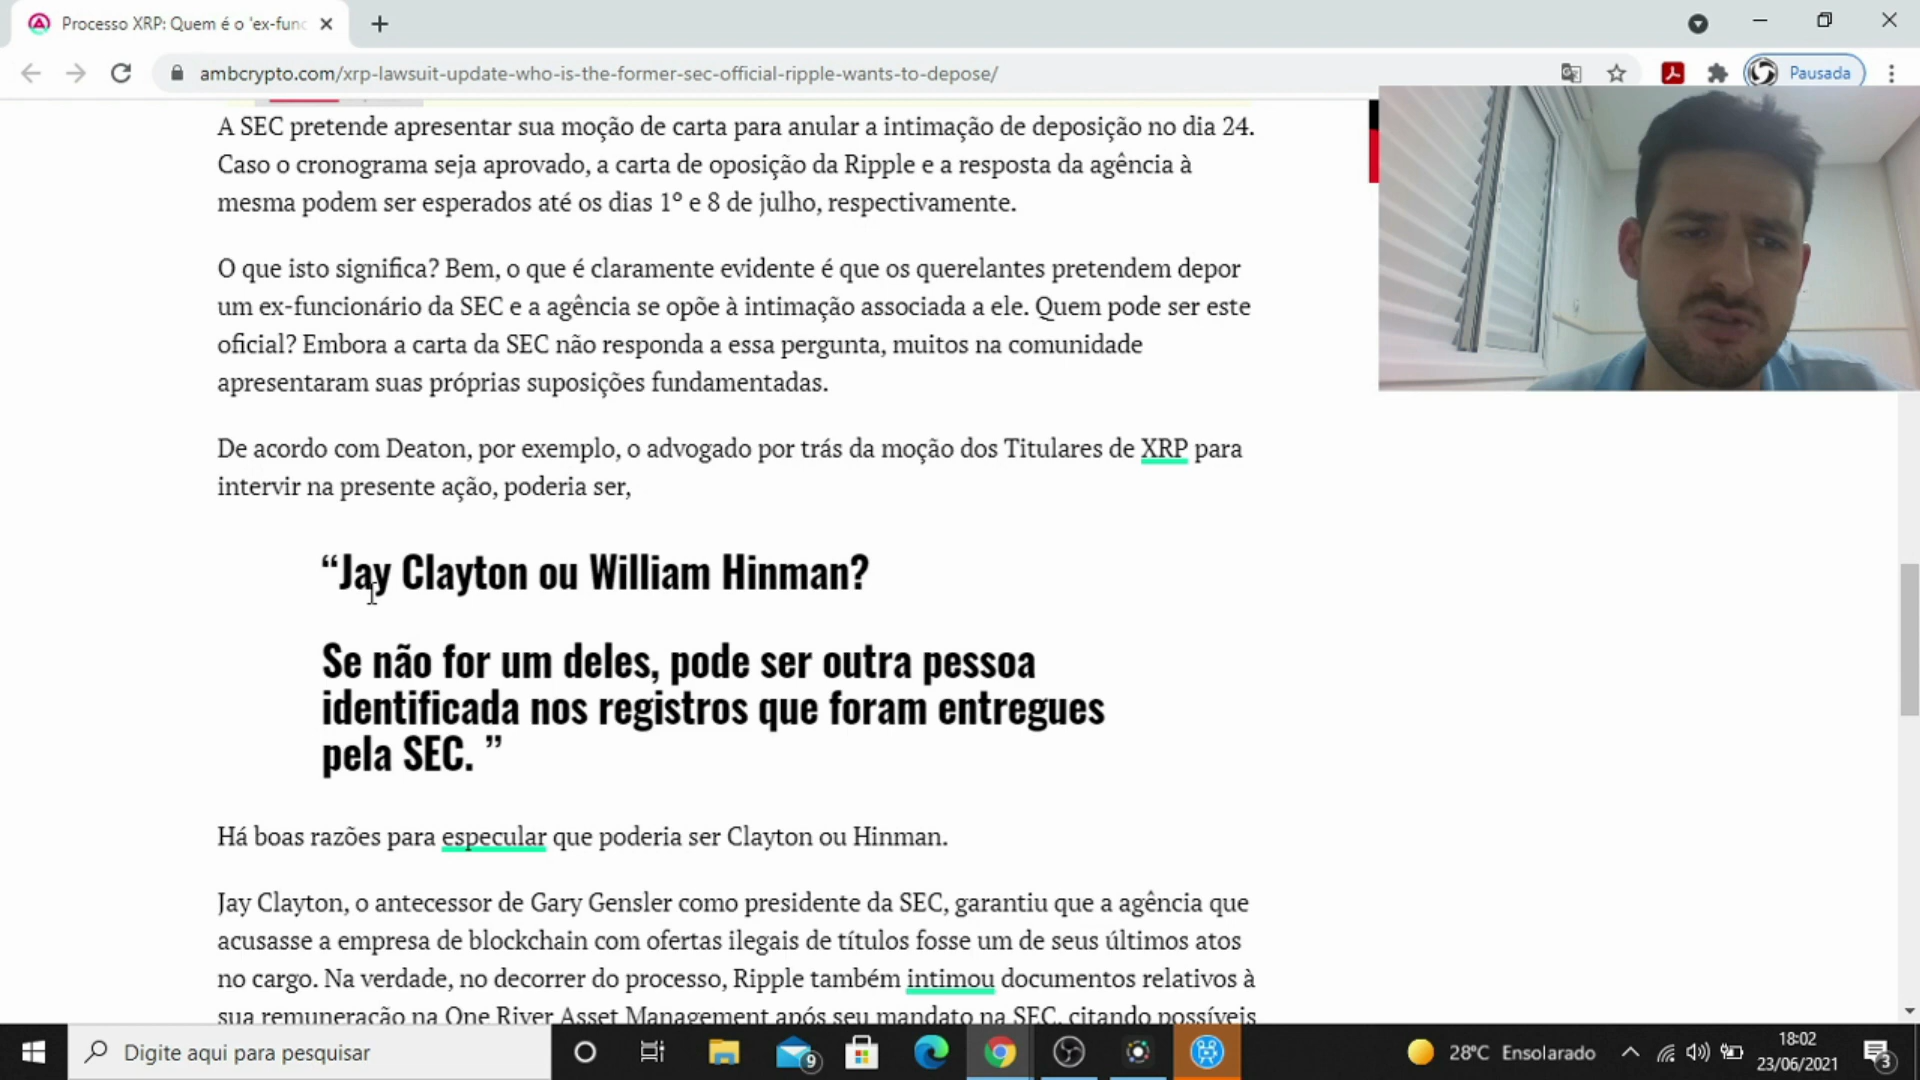 Processo XRP: Quem é o 'ex-func
ambcrypto.com/xrp-lawsuit-update-who-is-the-former-sec-official-ripple-wants-to-depose/
Pausada
A SEC pretende apresentar sua moção de carta para anular a intimação de deposição no dia 24.
Caso o cronograma seja aprovado, a carta de oposição da Ripple e a resposta da agência à
mesma podem ser esperados até os dias 1º e 8 de julho, respectivamente.
O que isto significa? Bem, o que é claramente evidente é que os querelantes pretendem depor
um ex-funcionário da SEC e a agência se opõe à intimação associada a ele. Quem pode ser este
oficial? Embora a carta da SEC não responda a essa pergunta, muitos na comunidade
apresentaram suas próprias suposições fundamentadas.
De acordo com Deaton, por exemplo, o advogado por trás da moção dos Titulares de XRP para
intervir na presente ação, poderia ser,
“Jay Clayton ou William Hinman?
Se não for um deles, pode ser outra pessoa
identificada nos registros que foram entregues
pela SEC. ”
Há boas razões para especular que poderia ser Clayton ou Hinman.
Jay Clayton, o antecessor de Gary Gensler como presidente da SEC, garantiu que a agência que
acusasse a empresa de blockchain com ofertas ilegais de títulos fosse um de seus últimos atos
no cargo. Na verdade, no decorrer do processo, Ripple também intimou documentos relativos à
sua remuneração na One River Asset Management após seu mandato na SEC, citando possíveis
Digite aqui para pesquisar
9
28°C Ensolarado
18:02
23/06/2021
3